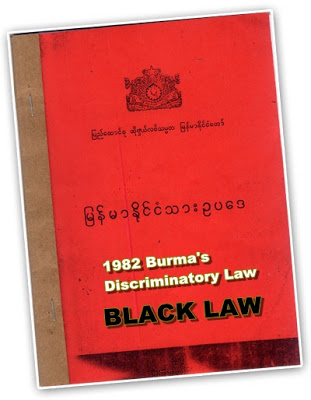 ပြည်ထောင်စု ဆိုရှယ်လစ်သမ္မတ မြန်မာနိုင်ငံတော်
မြန်မာနိုင်ငံသားဥပဒေ
1982 Burma's
Discriminatory Law
BLACK LAW